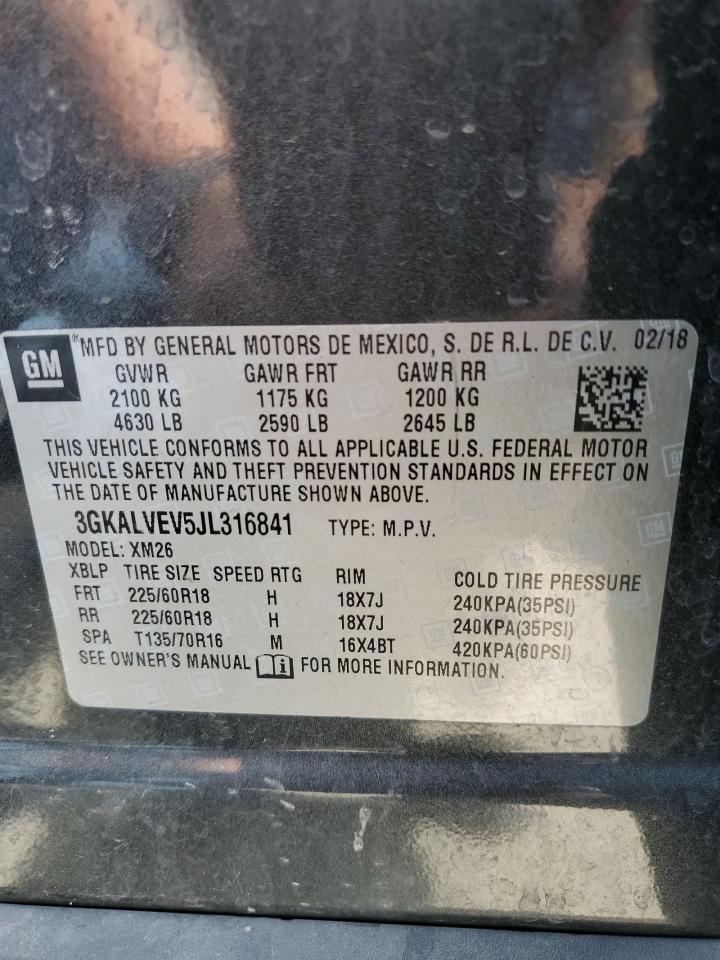 GM ®MFD BY GENERAL MOTORS DE MEXICO, S. DE R.L. DE C.V. 02/18
GVWR GAWR FRT GAWR RR
2100 KG 1175 KG 1200 KG
4630 LB 2590 LB 2645 LB
THIS VEHICLE CONFORMS TO ALL APPLICABLE U.S. FEDERAL MOTOR
VEHICLE SAFETY AND THEFT PREVENTION STANDARDS IN EFFECT ON
THE DATE OF MANUFACTURE SHOWN ABOVE.
3GKALVEV5JL316841 TYPE: M.P.V.
MODEL: XM26
XBLP TIRE SIZE SPEED RTG RIM COLD TIRE PRESSURE
FRT 225/60R18 H 18X7J 240KPA(35PSI)
RR 225/60R18 H 18X7J 240KPA(35PSI)
SPA T135/70R16 M 16X4BT 420KPA(60PSI)
SEE OWNER'S MANUAL FOR MORE INFORMATION.